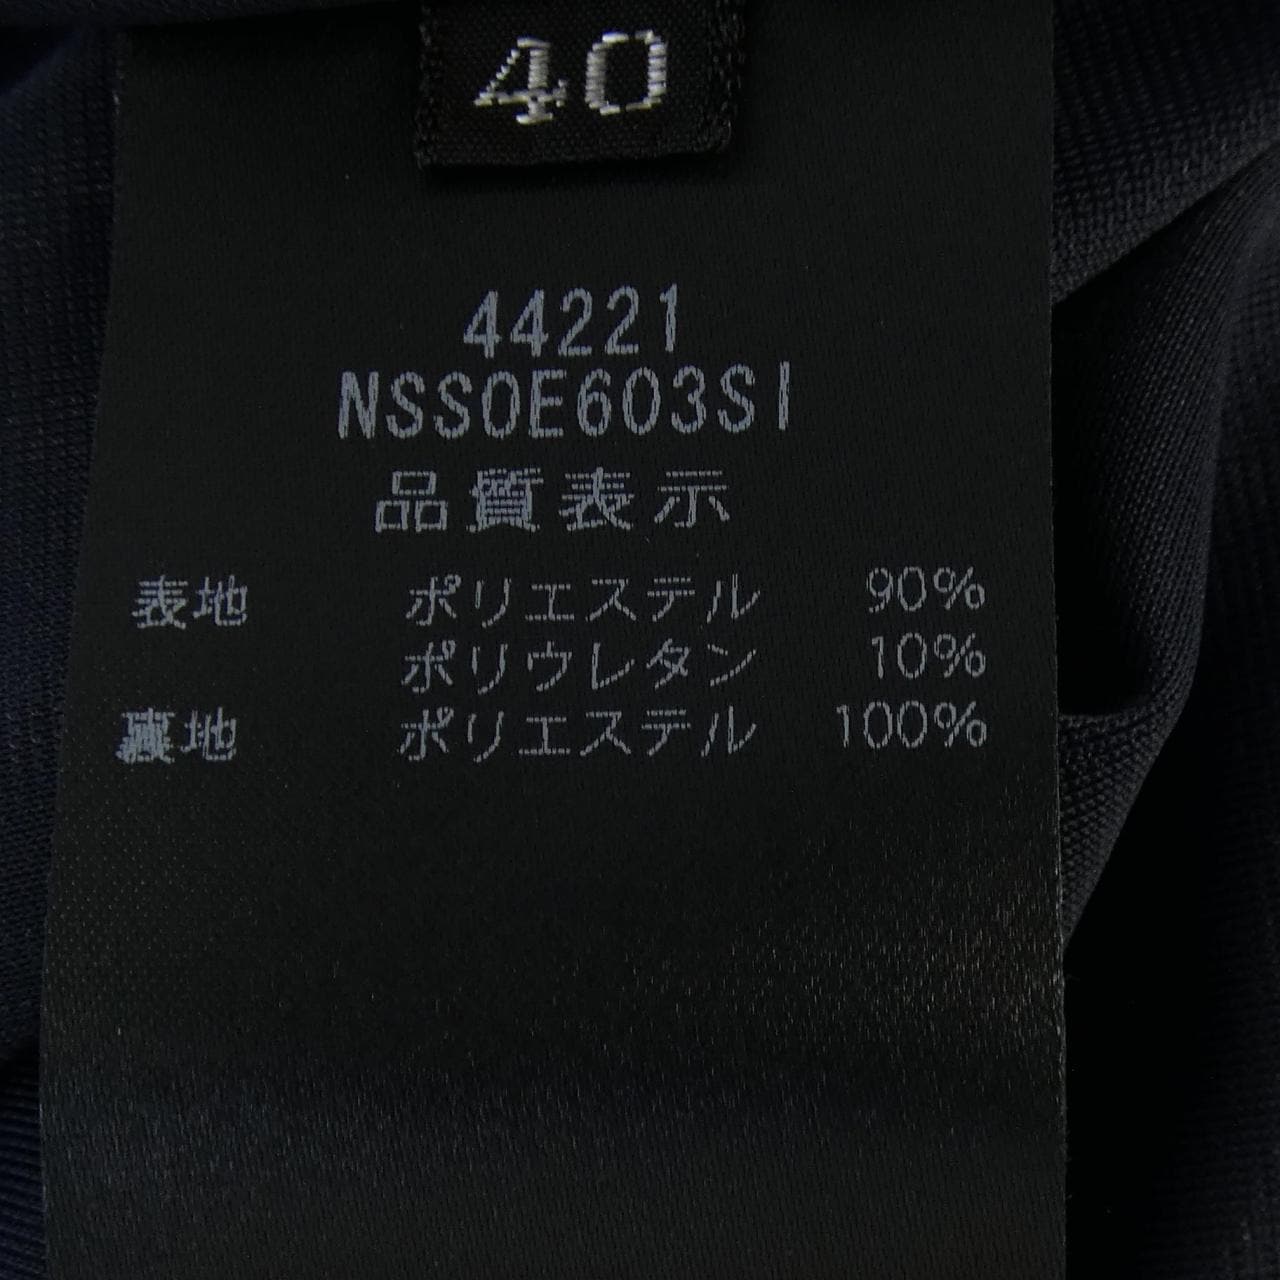 40
44221
NSS0E603SI
品質表示
表地 ポリエステル 90%
ポリウレタン 10%
裏地 ポリエステル 100%